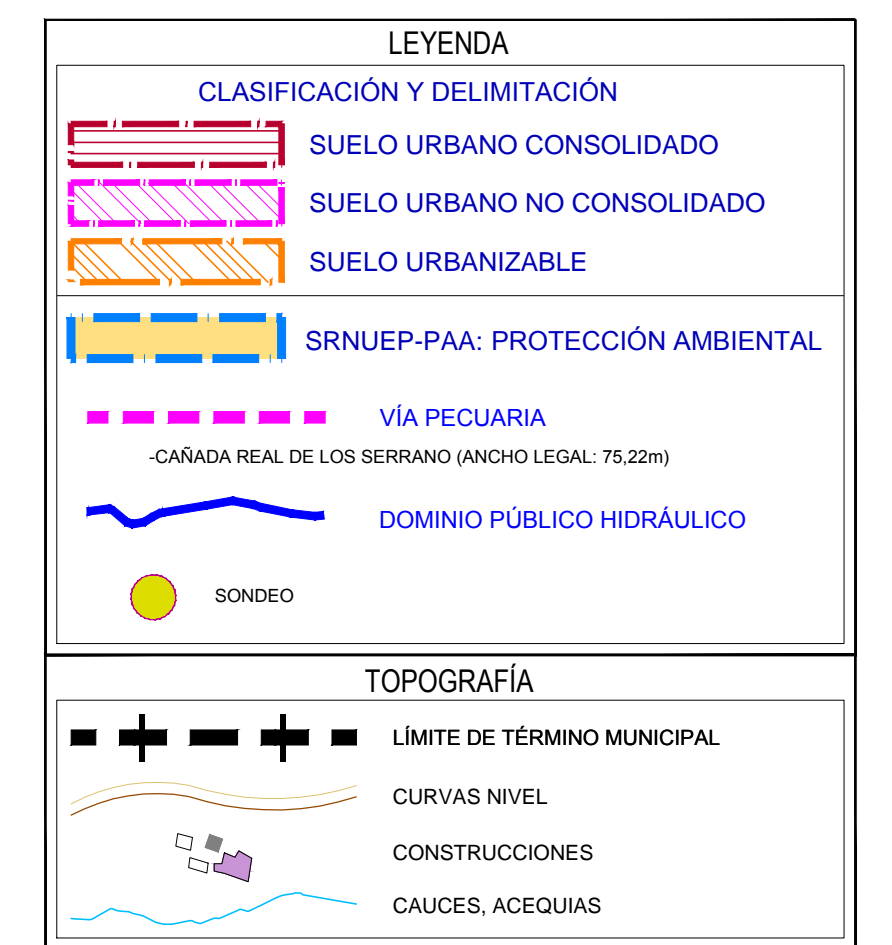 LEYENDA
CLASIFICACIÓN Y DELIMITACIÓN
SUELO URBANO CONSOLIDADO
SUELO URBANO NO CONSOLIDADO
SUELO URBANIZABLE
SRNUEP-PAA: PROTECCIÓN AMBIENTAL
VÍA PECUARIA
-CAÑADA REAL DE LOS SERRANO (ANCHO LEGAL: 75,22m)
DOMINIO PÚBLICO HIDRÁULICO
SONDEO
TOPOGRAFÍA
LÍMITE DE TÉRMINO MUNICIPAL
CURVAS NIVEL
CONSTRUCCIONES
CAUCES, ACEQUIAS